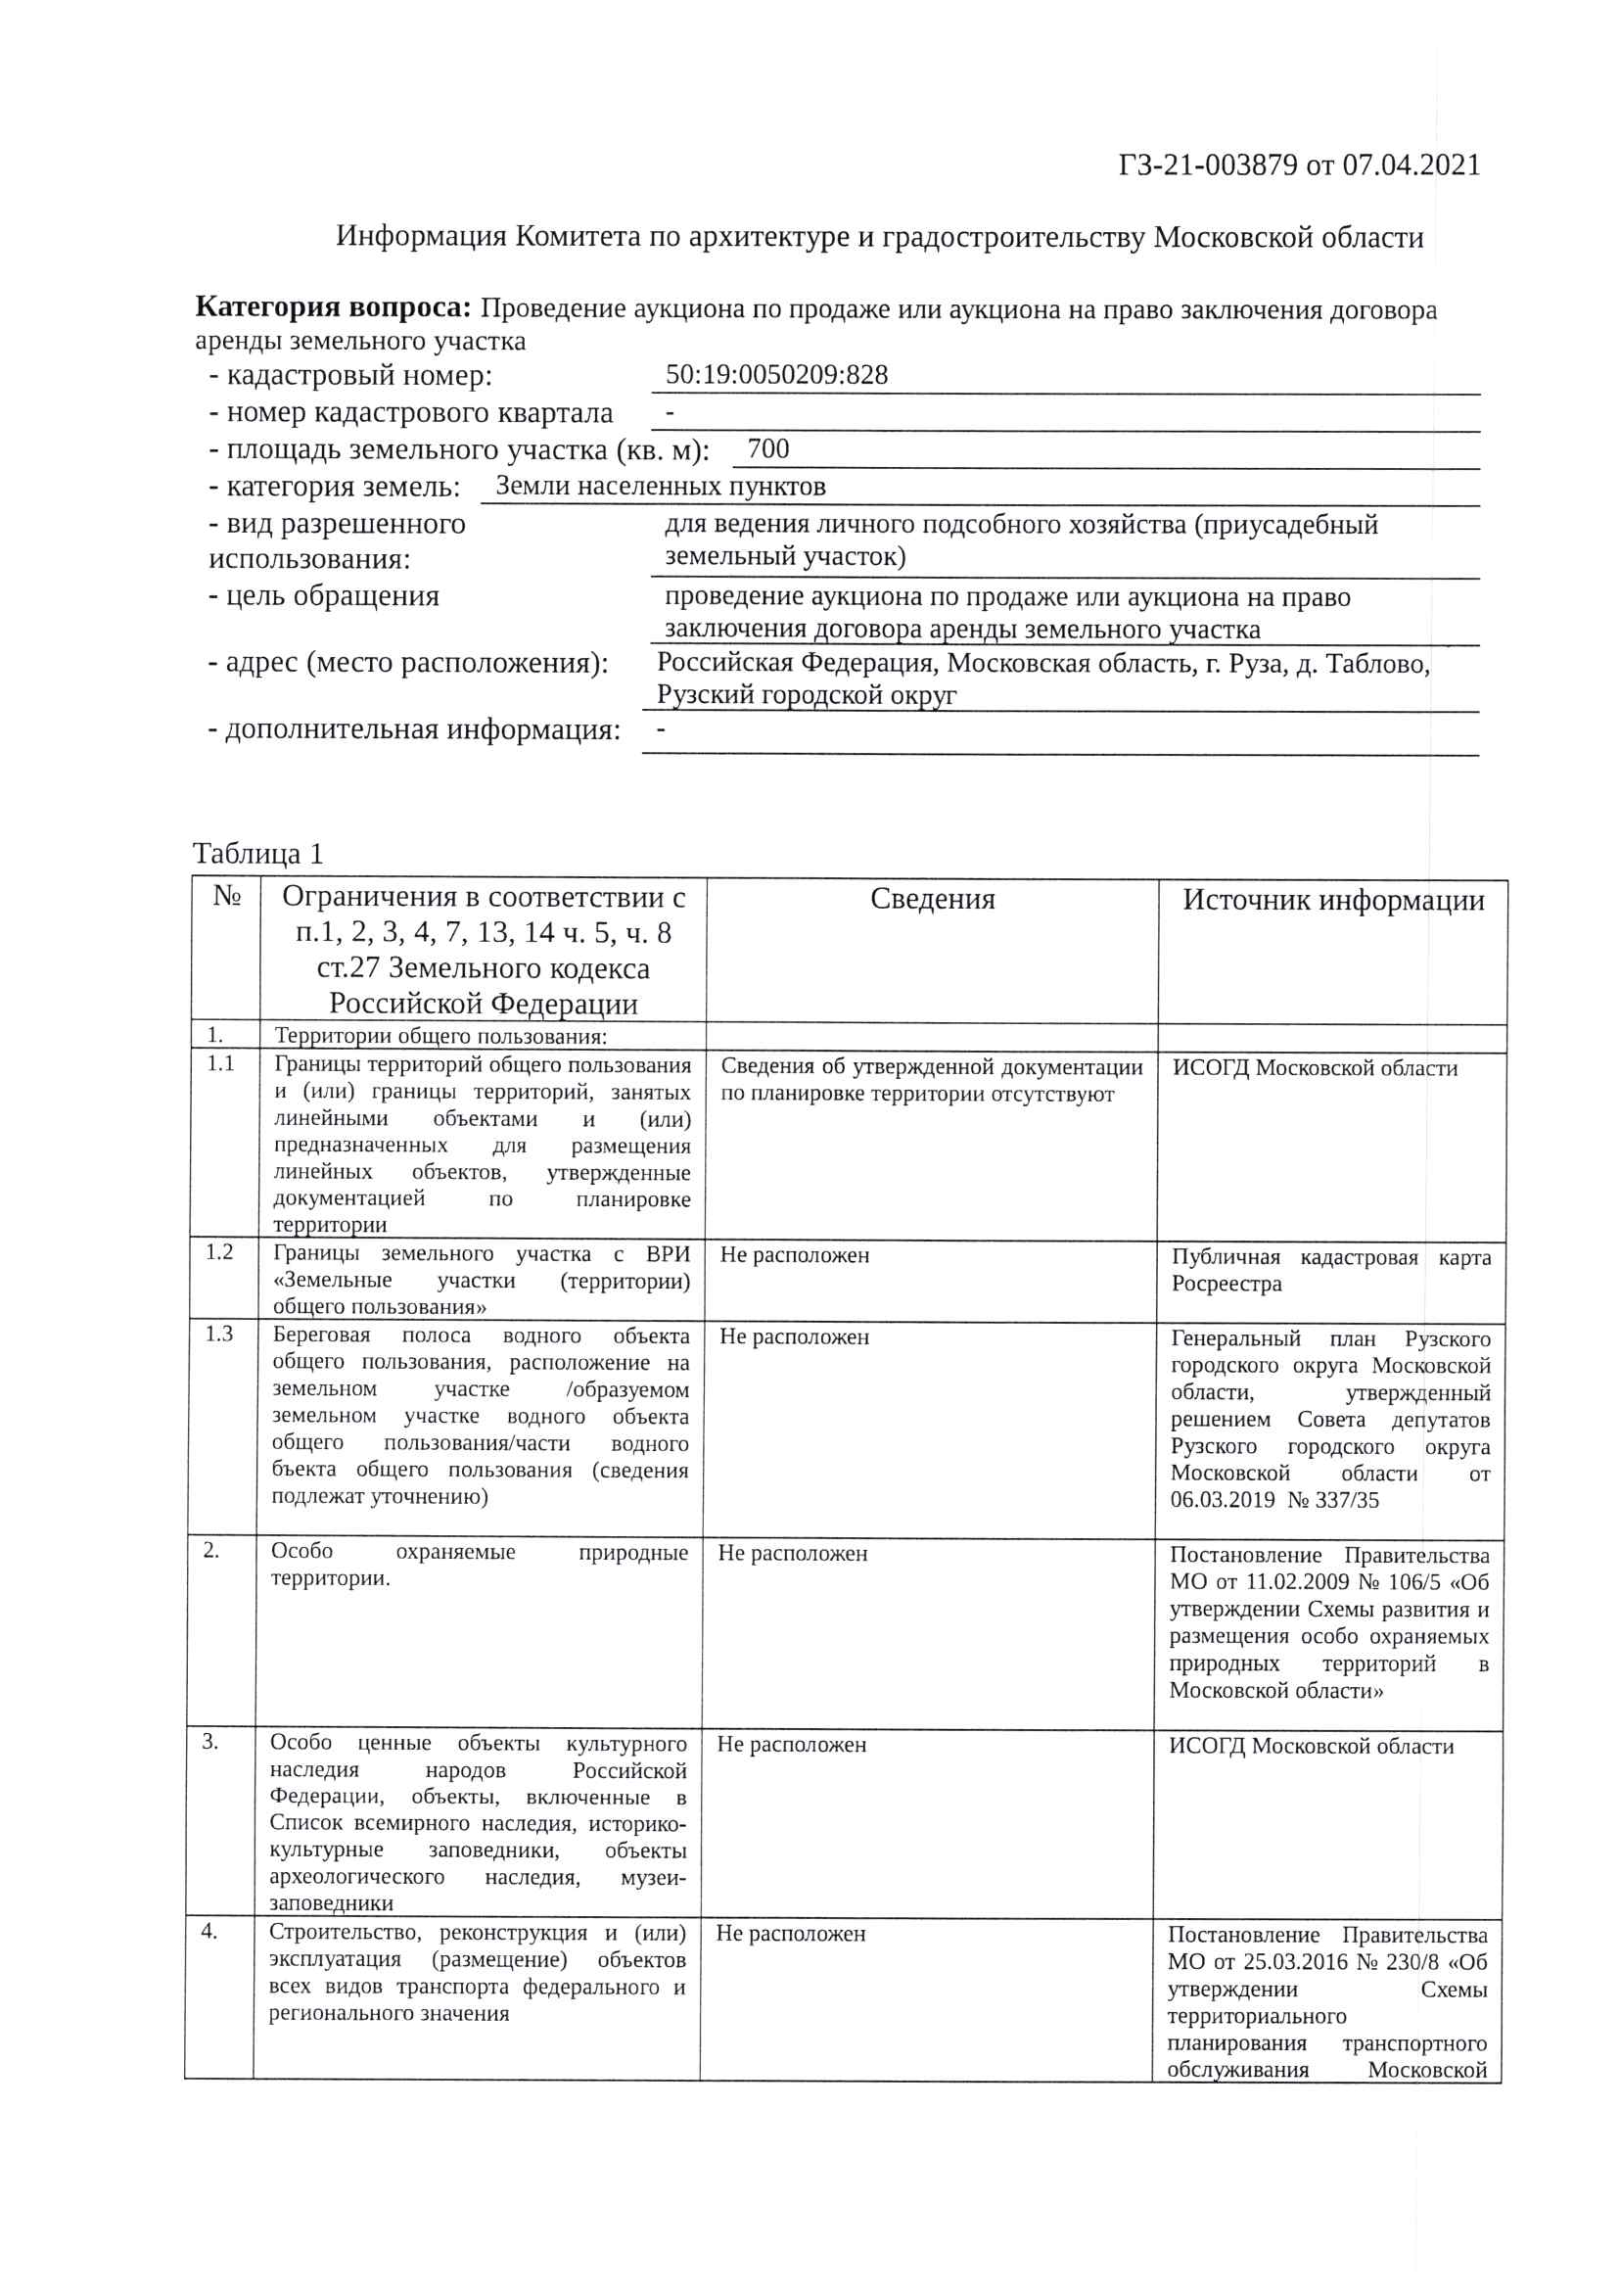 ГЗ-21-003879 от 07.04.2021
Информация Комитета по архитектуре и градостроительству Московской области
Категория вопроса: Проведение аукциона по продаже или аукциона на право заключения договора
аренды земельного участка
- кадастровый номер: 50:19:0050209:828
- номер кадастрового квартала -
- площадь земельного участка (кв. м): 700
- категория земель: Земли населенных пунктов
- вид разрешенного
использования:
для ведения личного подсобного хозяйства (приусадебный
земельный участок)
- цель обращения
проведение аукциона по продаже или аукциона на право
заключения договора аренды земельного участка
- адрес (место расположения):
Российская Федерация, Московская область, г. Руза, д. Таблово,
Рузский городской округ
- дополнительная информация: -
Таблица 1
№
Ограничения в соответствии с
п.1, 2, 3, 4, 7, 13, 14 ч. 5, ч. 8
ст.27 Земельного кодекса
Российской Федерации
Сведения
Источник информации
1.
Территории общего пользования:
1.1
Границы территорий общего пользования
и (или) границы территорий, занятых
линейными объектами и (или)
предназначенных для размещения
линейных объектов, утвержденные
документацией по планировке
территории
Сведения об утвержденной документации
по планировке территории отсутствуют
ИСОГД Московской области
1.2
Границы земельного участка с ВРИ
«Земельные участки (территории)
общего пользования»
Не расположен
Публичная кадастровая карта
Росреестра
1.3
Береговая полоса водного объекта
общего пользования, расположение на
земельном участке /образуемом
земельном участке водного объекта
общего пользования/части водного
бъекта общего пользования (сведения
подлежат уточнению)
Не расположен
Генеральный план Рузского
городского округа Московской
области, утвержденный
решением Совета депутатов
Рузского городского округа
Московской области от
06.03.2019 № 337/35
2.
Особо охраняемые природные
территории.
Не расположен
Постановление Правительства
МО от 11.02.2009 № 106/5 «Об
утверждении Схемы развития и
размещения особо охраняемых
природных территорий в
Московской области»
3.
Особо ценные объекты культурного
наследия народов Российской
Федерации, объекты, включенные в
Список всемирного наследия, историко-
культурные заповедники, объекты
археологического наследия, музеи-
заповедники
Не расположен
ИСОГД Московской области
4.
Строительство, реконструкция и (или)
эксплуатация (размещение) объектов
всех видов транспорта федерального и
регионального значения
Не расположен
Постановление Правительства
МО от 25.03.2016 № 230/8 «Об
утверждении Схемы
территориального
планирования транспортного
обслуживания Московской